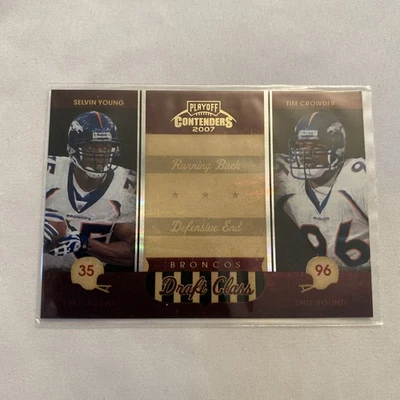 SELVIN YOUNG
PLAYOFF
CONTENDERS
2007
TIM CROWDER
Running Back
Defensive End
35
96
BRONCOS
Draft Class
2ND ROUND